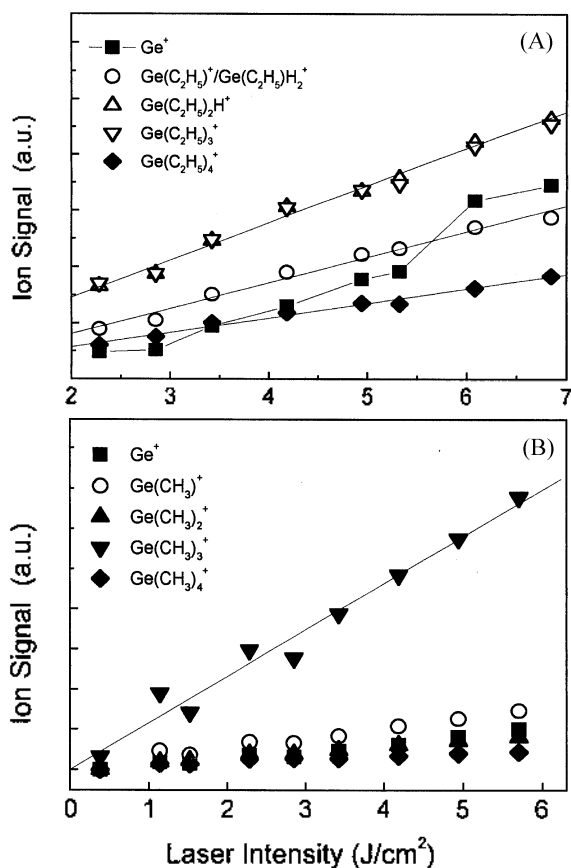 (A)
Ge⁺
Ge(C₂H₅)⁺/Ge(C₂H₅)H₂⁺
Ge(C₂H₅)₂H⁺
Ge(C₂H₅)₃⁺
Ge(C₂H₅)₄⁺
Ion Signal (a.u.)
2 3 4 5 6 7
(B)
Ge⁺
Ge(CH₃)⁺
Ge(CH₃)₂⁺
Ge(CH₃)₃⁺
Ge(CH₃)₄⁺
Ion Signal (a.u.)
0 1 2 3 4 5 6
Laser Intensity (J/cm²)